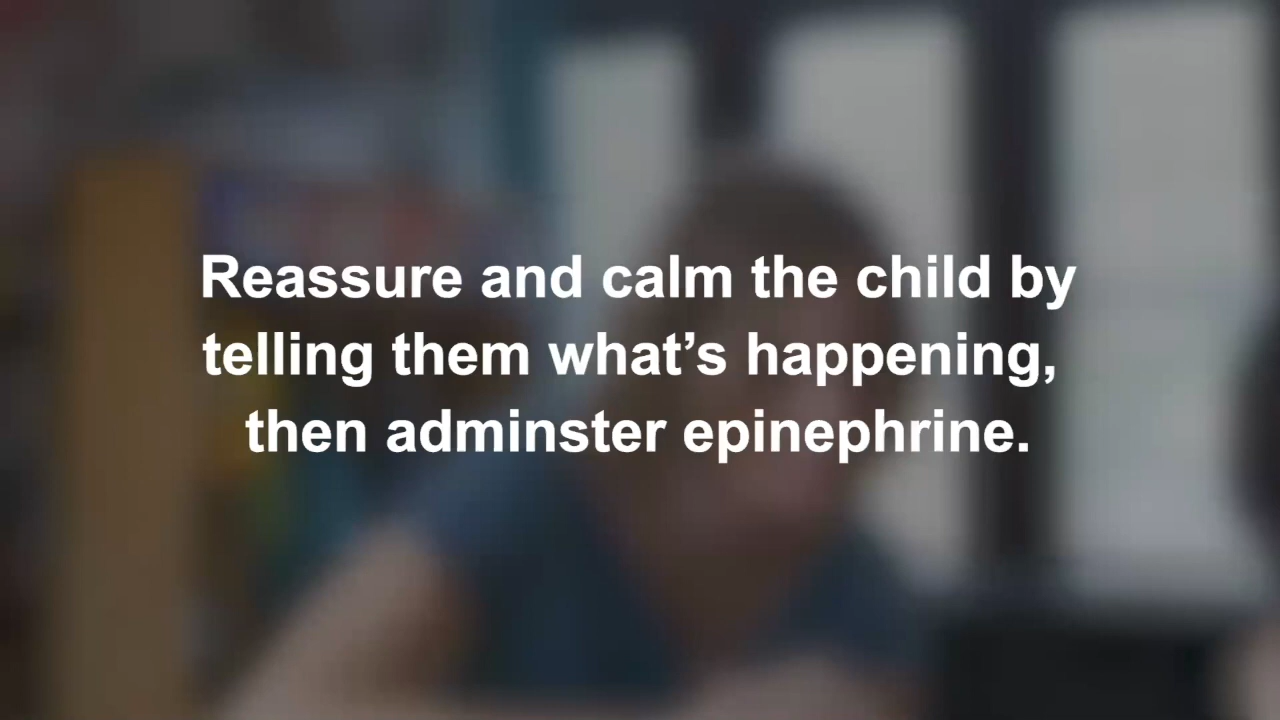 Reassure and calm the child by
telling them what’s happening,
then adminster epinephrine.